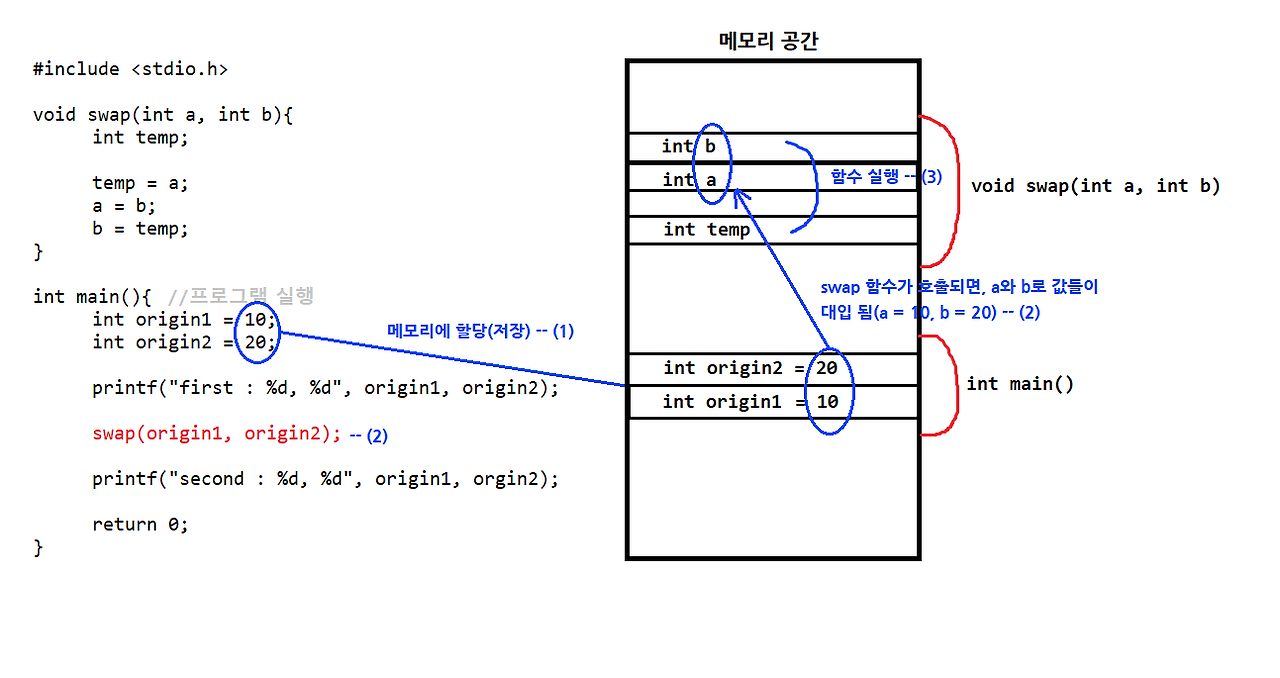 #include <stdio.h>
void swap(int a, int b){
int temp;
temp = a;
a = b;
b = temp;
}
int main(){ //프로그램 실행
int origin1 = 10;
int origin2 = 20;
printf("first : %d, %d", origin1, origin2);
swap(origin1, origin2); -- (2)
printf("second : %d, %d", origin1, orgin2);
return 0;
}
메모리에 할당(저장) -- (1)
메모리 공간
int b
int a
int temp
함수 실행 -- (3)
void swap(int a, int b)
swap 함수가 호출되면, a와 b로 값들이
대입 됨(a = 10, b = 20) -- (2)
int origin2 = 20
int origin1 = 10
int main()